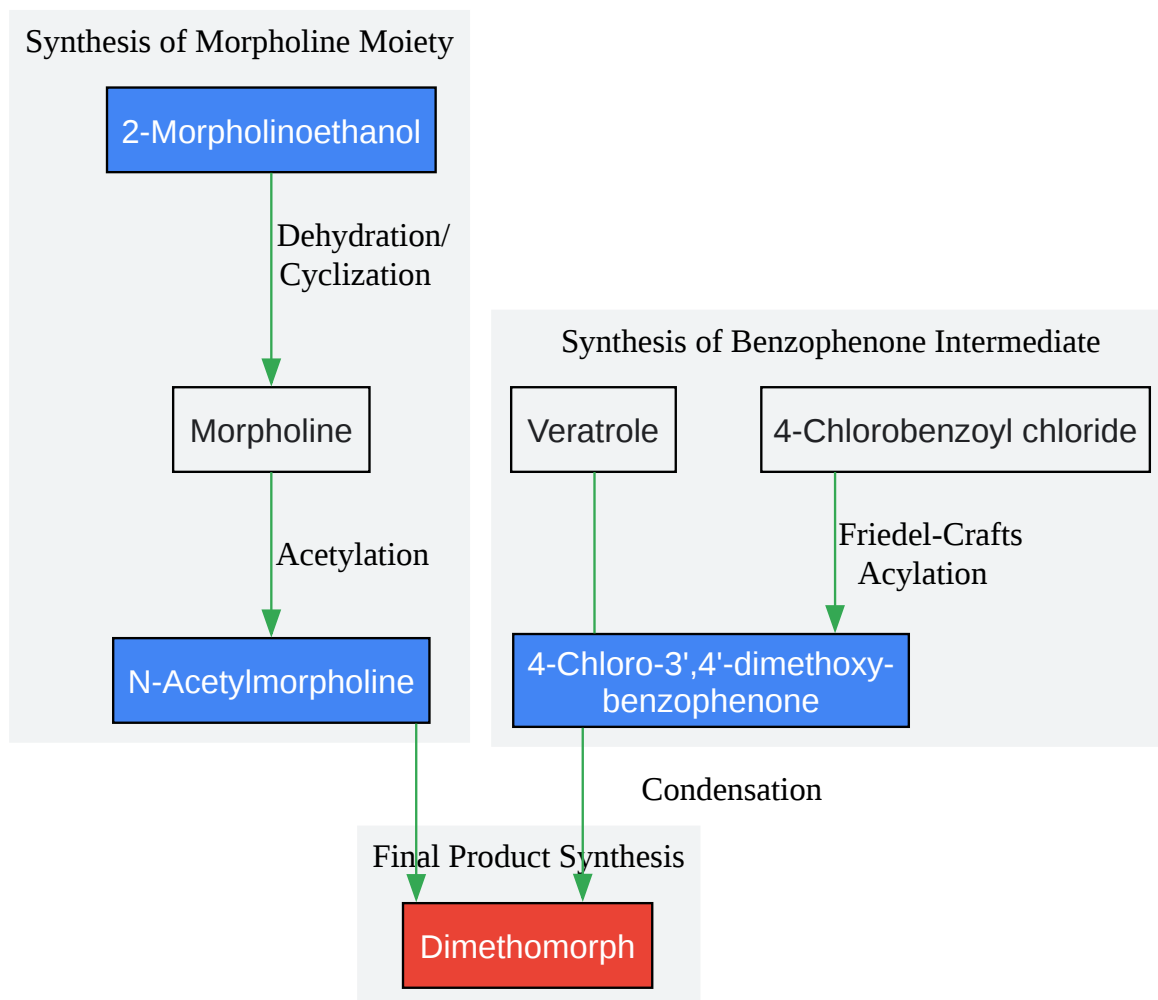 Synthesis of Morpholine Moiety
2-Morpholinoethanol
Dehydration/
Cyclization
Morpholine
Acetylation
N-Acetylmorpholine
Synthesis of Benzophenone Intermediate
Veratrole
4-Chlorobenzoyl chloride
Friedel-Crafts
Acylation
4-Chloro-3',4'-dimethoxy-
benzophenone
Condensation
Final Product Synthesis
Dimethomorph